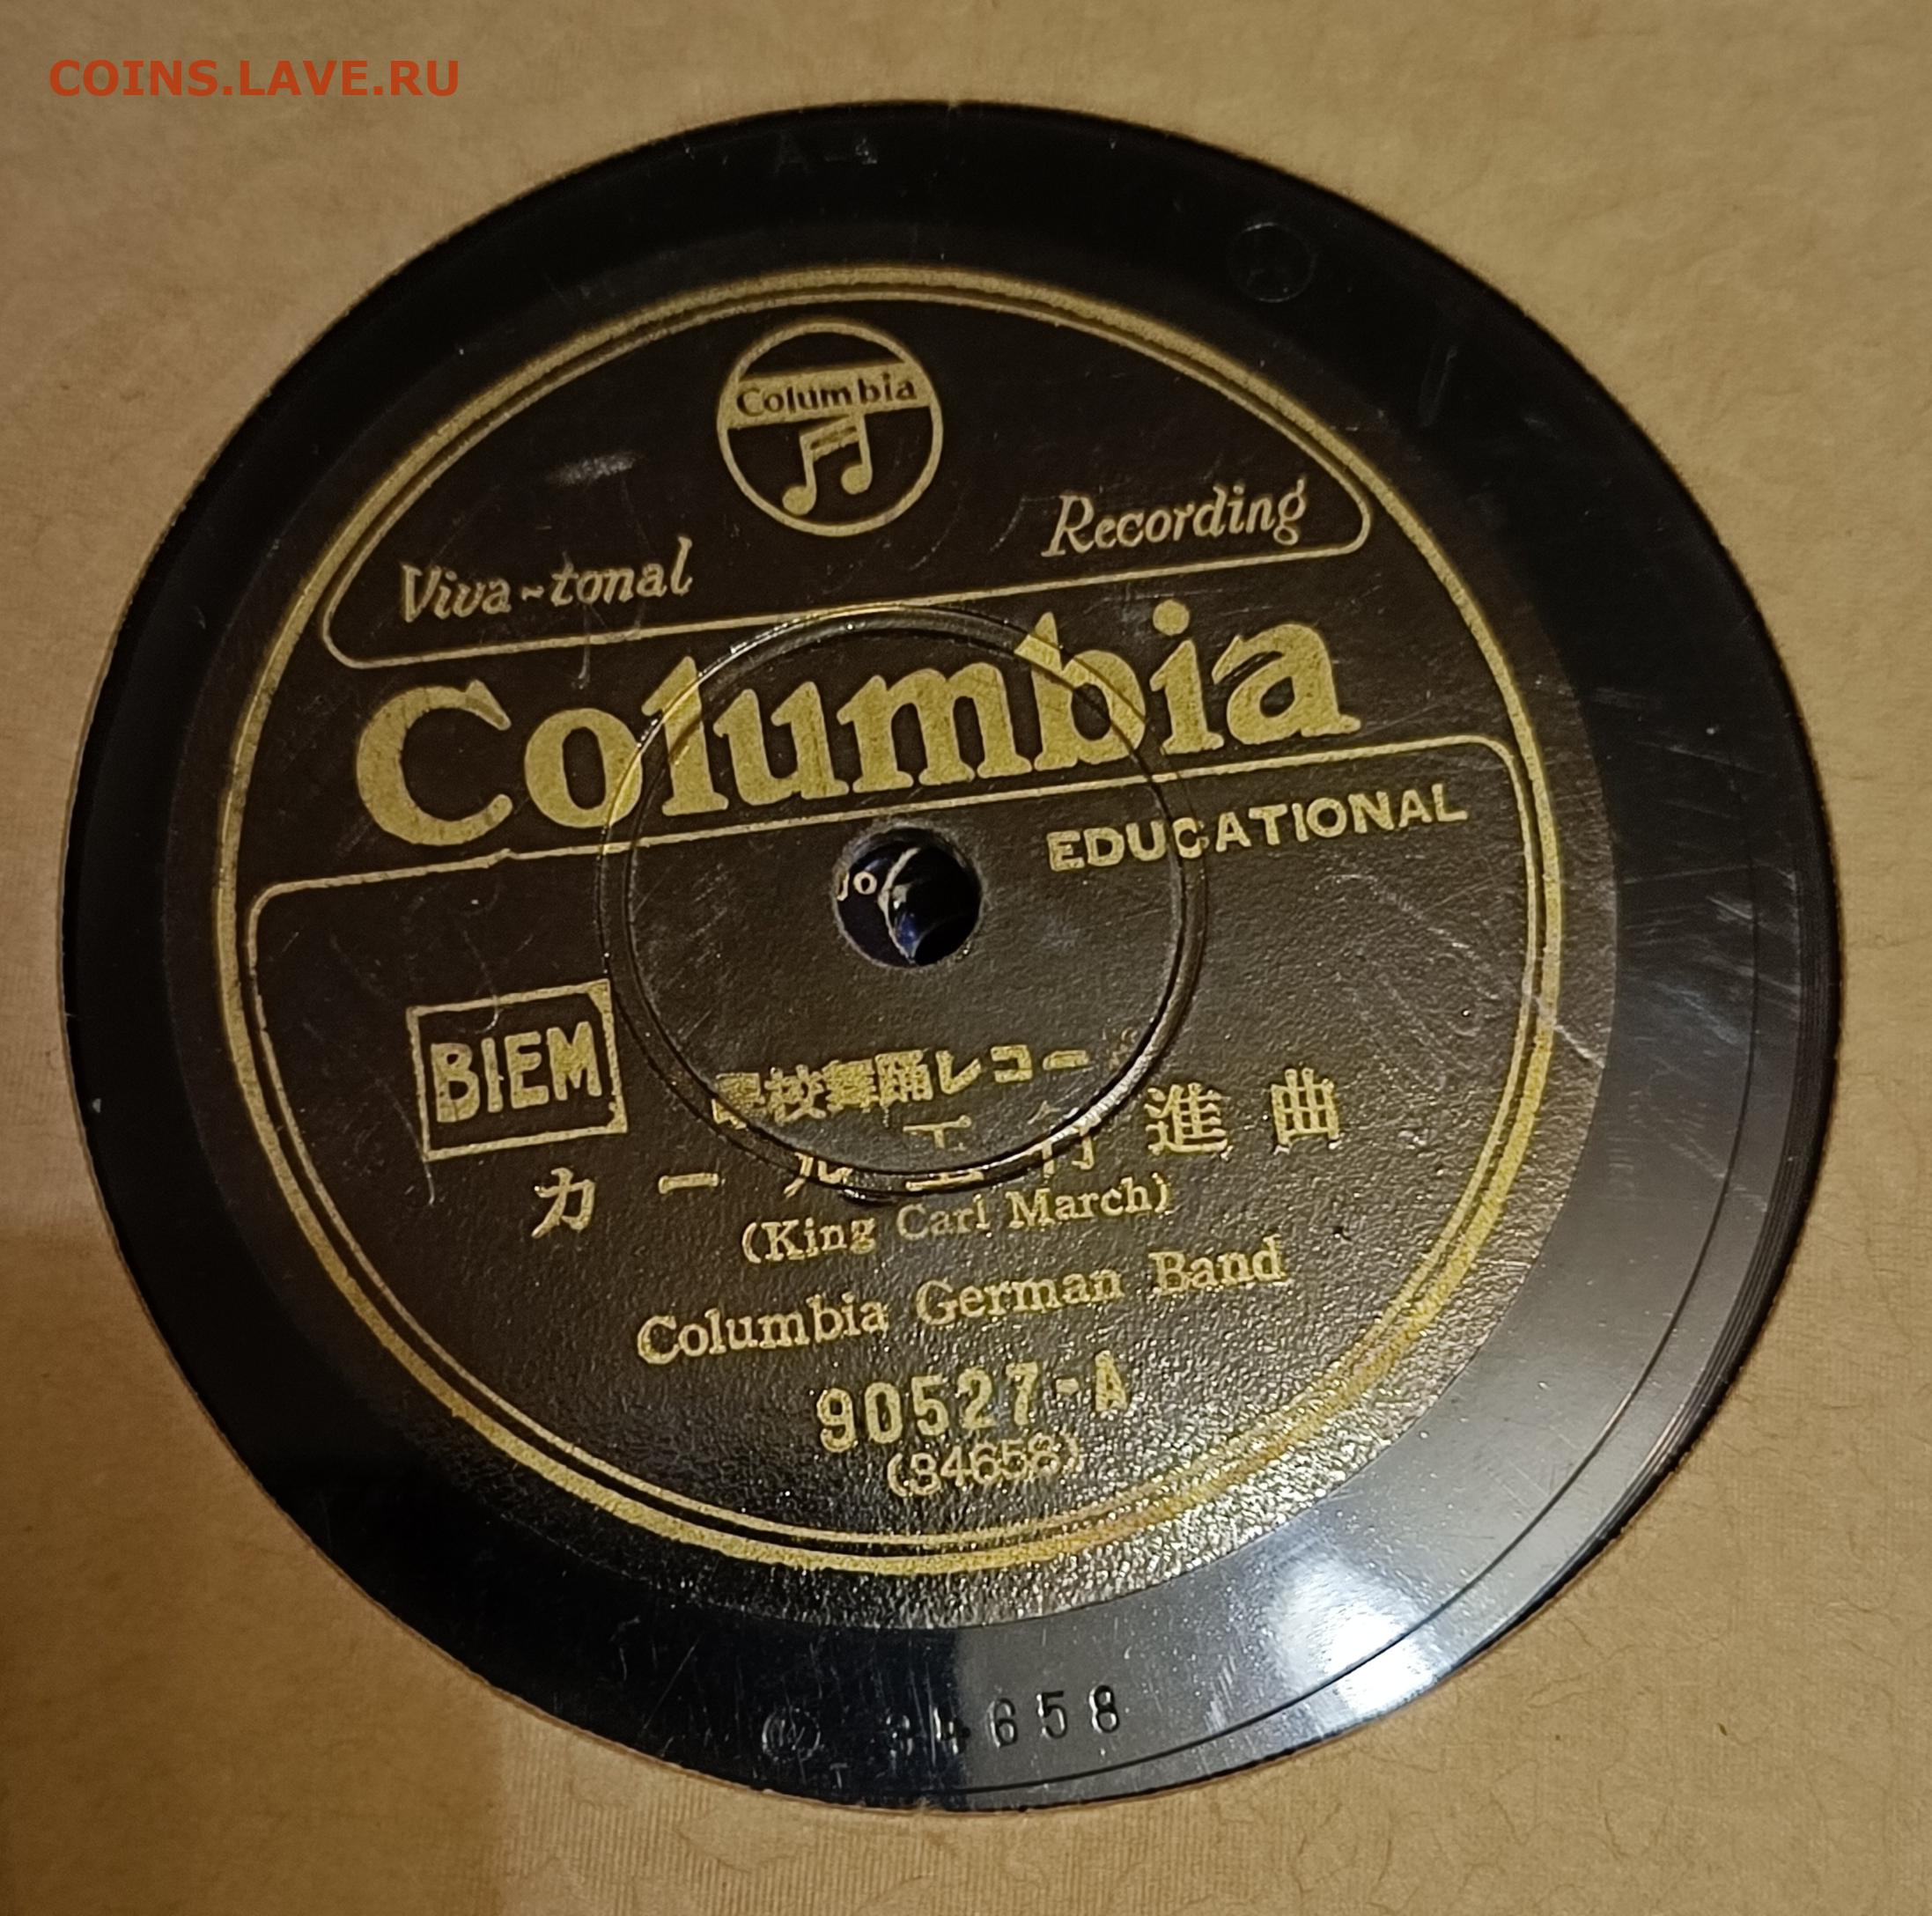 COINS.LAVE.RU
A-4
Columbia
Viva-tonal Recording
Columbia
EDUCATIONAL
BIEM
学校舞踊レコード
カール王行進曲
(King Carl March)
Columbia German Band
90527-A
(34658)
34658